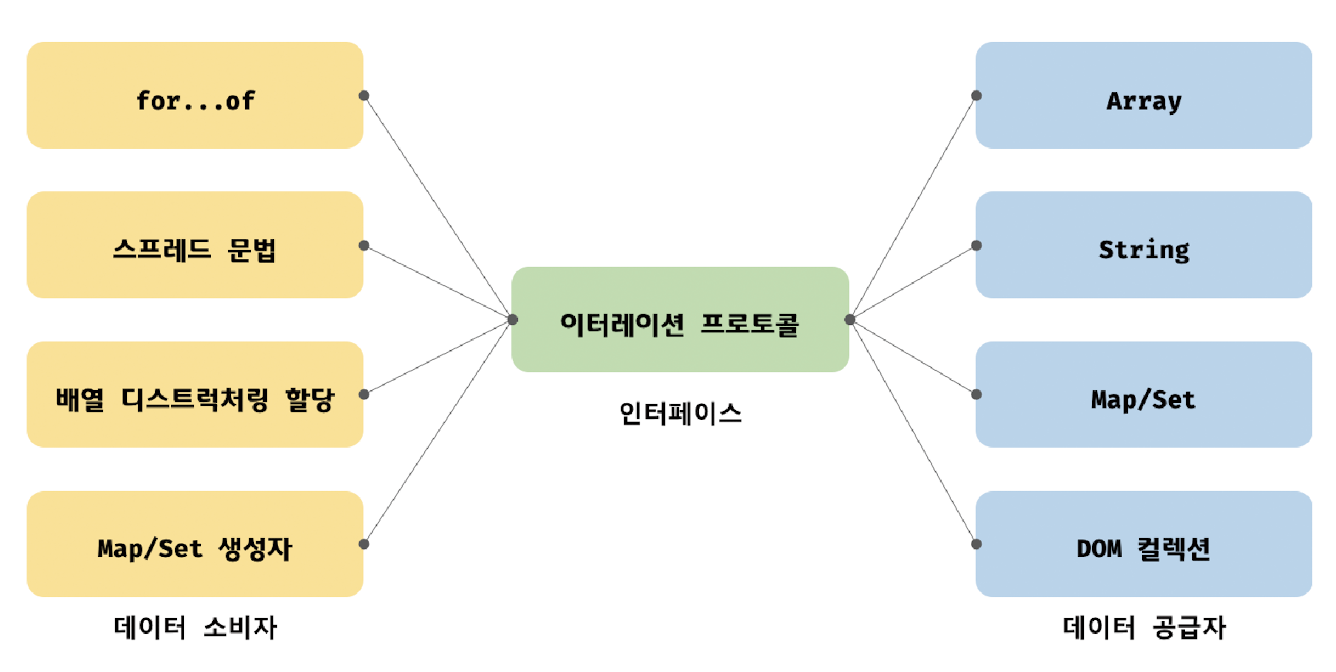 for...of
스프레드 문법
배열 디스트럭처링 할당
Map/Set 생성자
데이터 소비자
이터레이션 프로토콜
인터페이스
Array
String
Map/Set
DOM 컬렉션
데이터 공급자